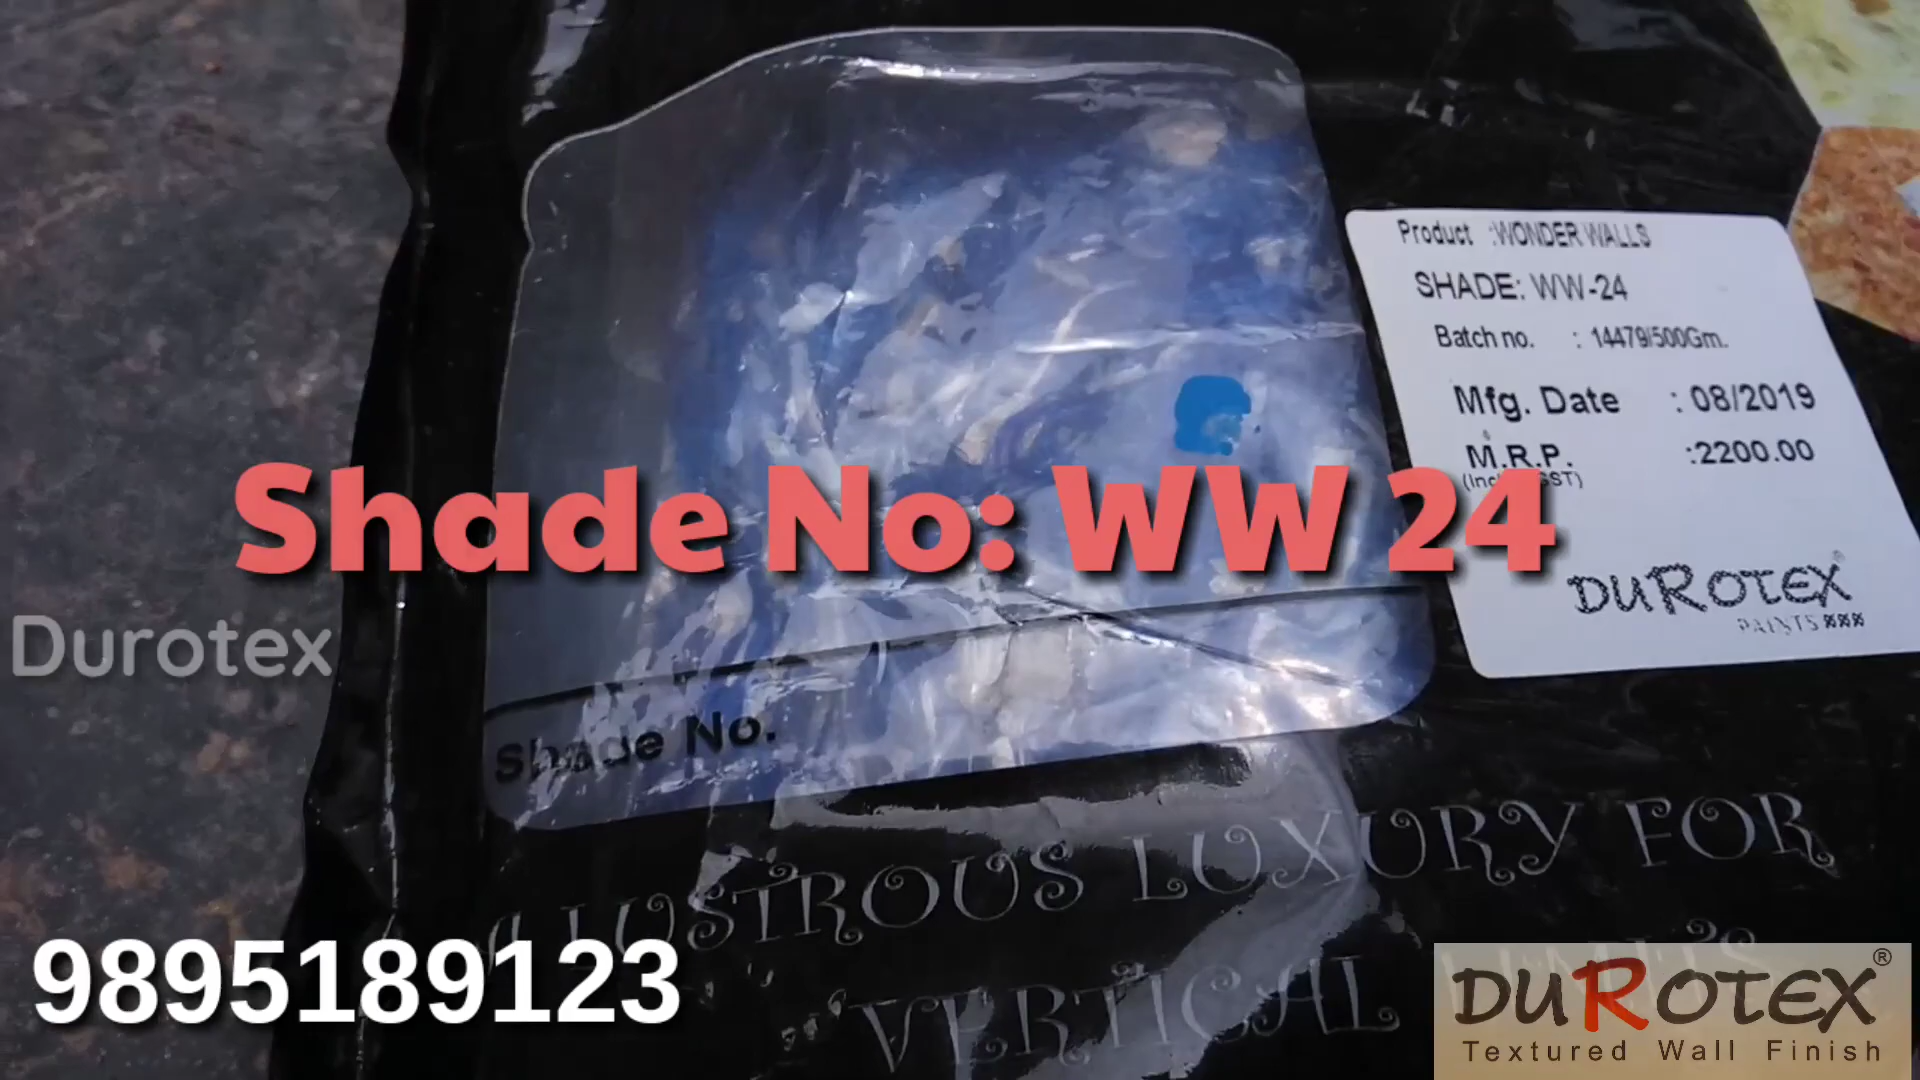 Product :WONDER WALLS
SHADE: WW-24
Batch no. : 14479/500Gm.
Mfg. Date : 08/2019
M.R.P. :2200.00
Shade No: WW 24
DUROTEX
PAINTS
Durotex
Shade No.
LUSTROUS LUXURY FOR
VERTICAL
9895189123
DUROTEX®
Textured Wall Finish